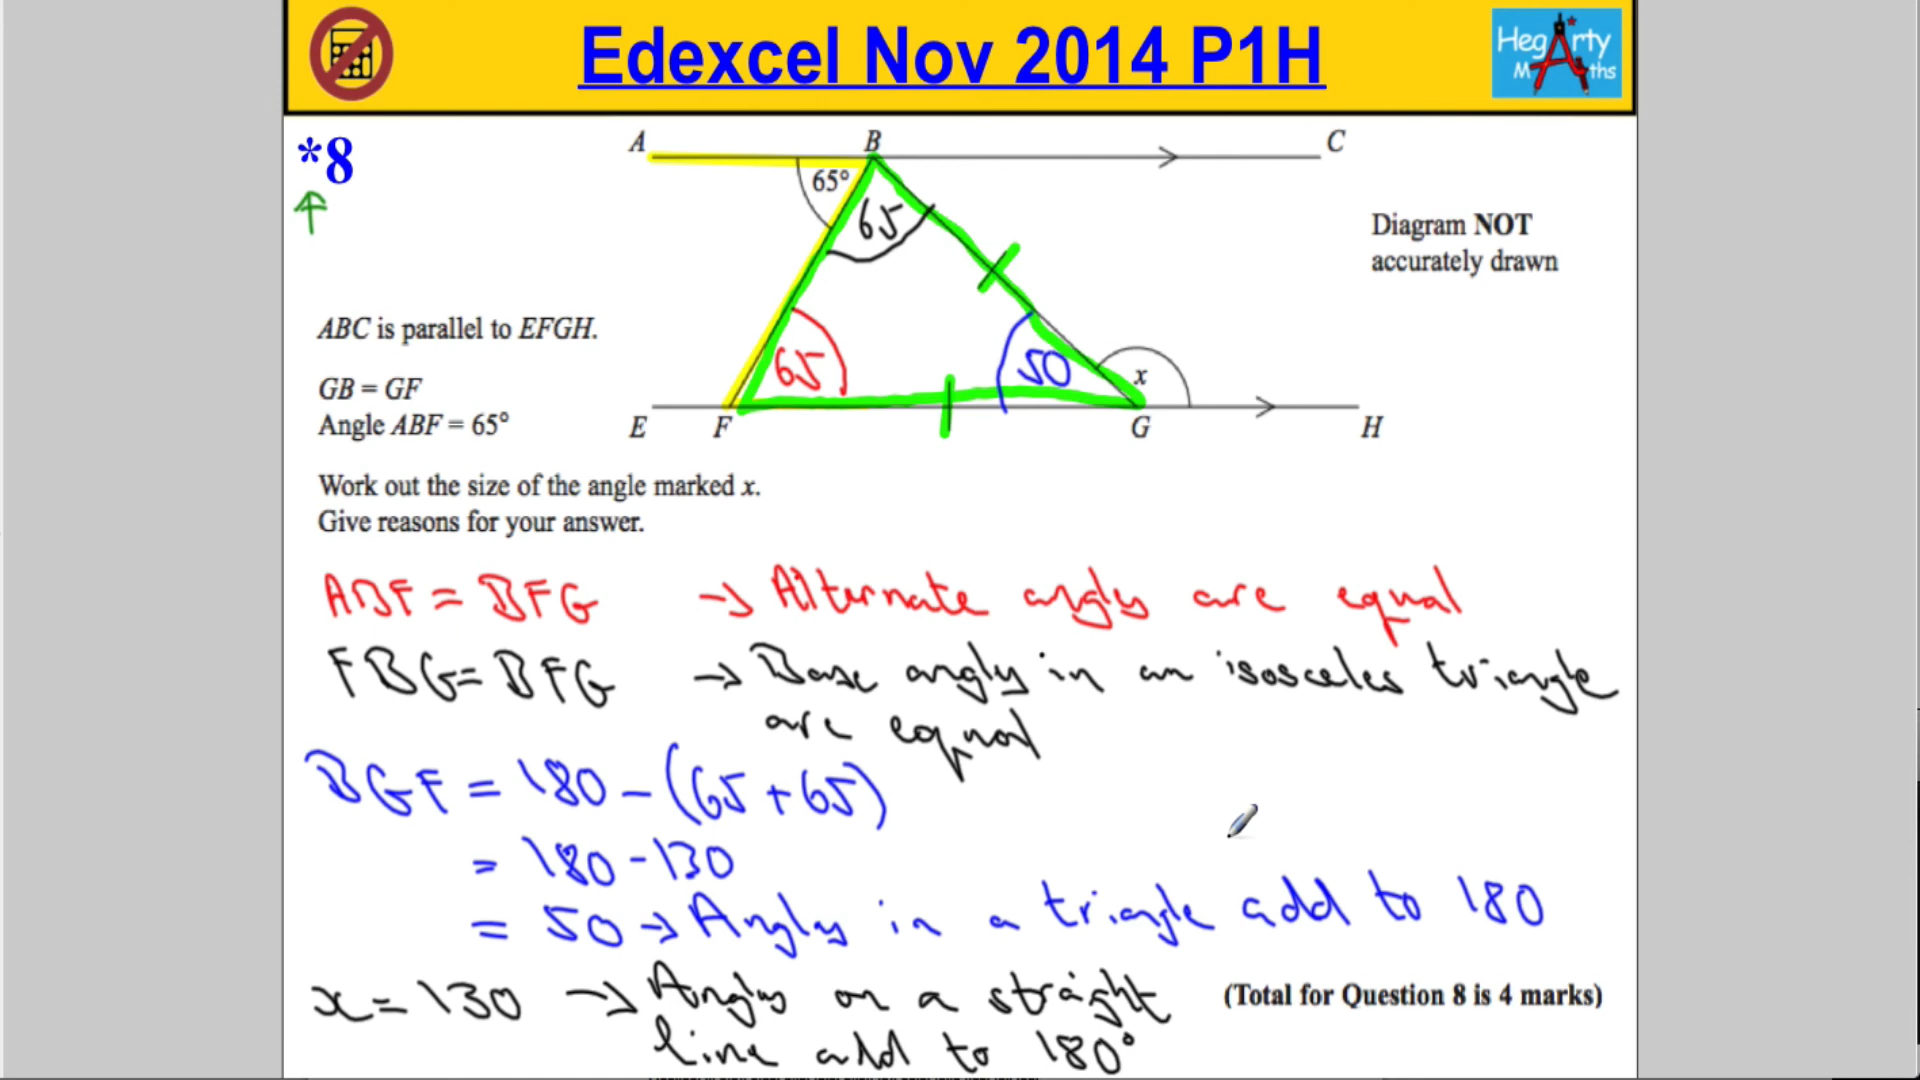 Edexcel Nov 2014 P1H
HegArty
Maths
*8
A B C
65°
65
Diagram NOT
accurately drawn
ABC is parallel to EFGH.
65 50 x
GB = GF
Angle ABF = 65°
E F G H
Work out the size of the angle marked x.
Give reasons for your answer.
ABF = BFG → Alternate angles are equal
FBG = BFG → Base angles in an isosceles triangle
are equal
BGF = 180 - (65 + 65)
= 180 - 130
= 50 → Angles in a triangle add to 180
x = 130 → Angles on a straight
line add to 180°
(Total for Question 8 is 4 marks)